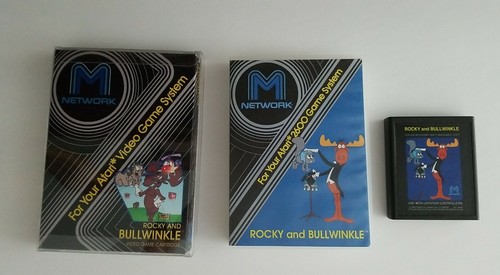 M
NETWORK
For Your Atari® Video Game System
ROCKY AND
BULLWINKLE
VIDEO GAME CARTRIDGE
M
NETWORK
For Your Atari® 2600 Game System
ROCKY and BULLWINKLE™
ROCKY and BULLWINKLE
M